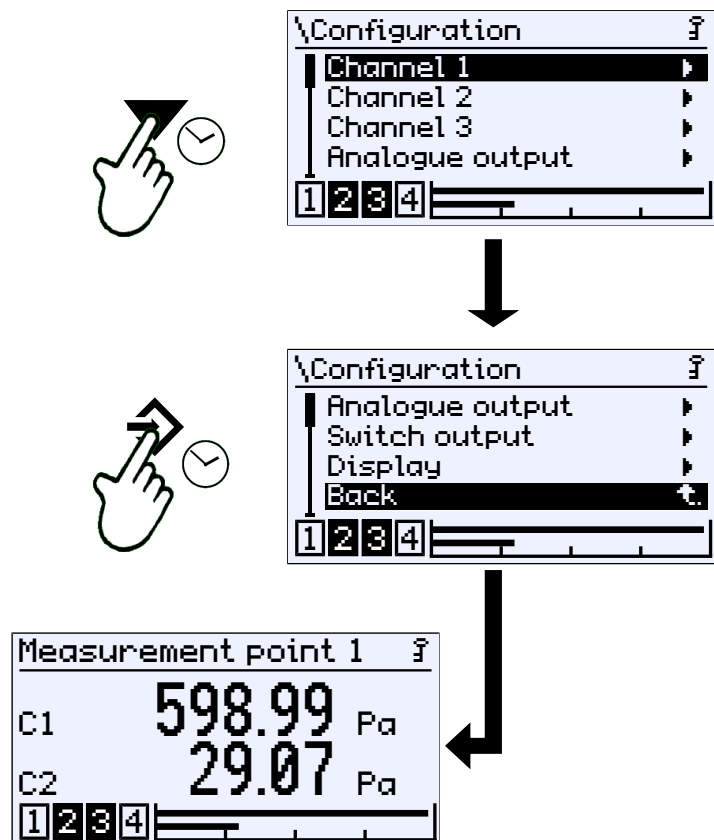 \Configuration
Channel 1
Channel 2
Channel 3
Analogue output
1 2 3 4
\Configuration
Analogue output
Switch output
Display
Back
1 2 3 4
Measurement point 1
C1 598.99 Pa
C2 29.07 Pa
1 2 3 4